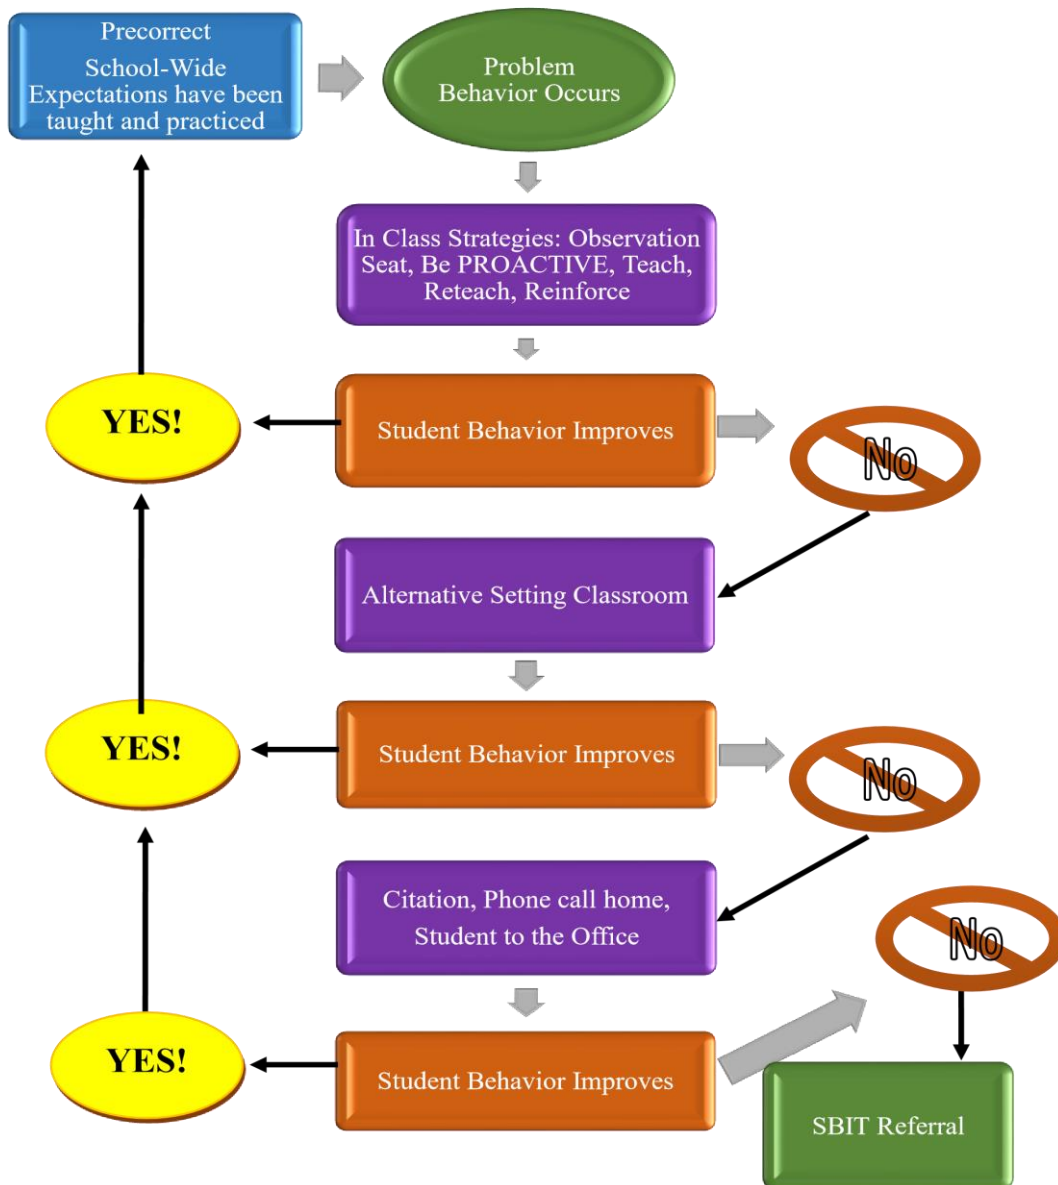 Precorrect
School-Wide
Expectations have been
taught and practiced
Problem
Behavior Occurs
In Class Strategies: Observation
Seat, Be PROACTIVE, Teach,
Reteach, Reinforce
YES!
Student Behavior Improves
No
Alternative Setting Classroom
YES!
Student Behavior Improves
No
Citation, Phone call home,
Student to the Office
No
YES!
Student Behavior Improves
SBIT Referral